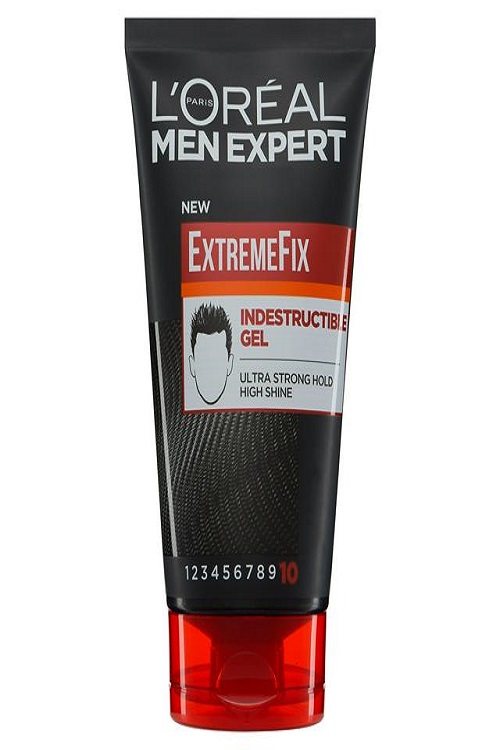 L'ORÉAL
PARIS
MEN EXPERT
NEW
EXTREMEFIX
INDESTRUCTIBLE
GEL
ULTRA STRONG HOLD
HIGH SHINE
12345678910